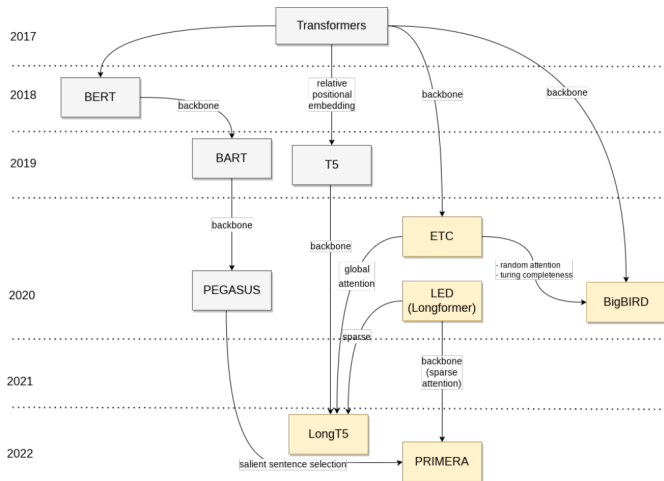 2017
Transformers
2018
BERT
backbone
relative
positional
embedding
backbone
backbone
2019
BART
T5
backbone
backbone
ETC
global
attention
- random attention
- turing completeness
2020
PEGASUS
LED
(Longformer)
BigBIRD
sparse
backbone
(sparse
attention)
2021
LongT5
2022
salient sentence selection
PRIMERA